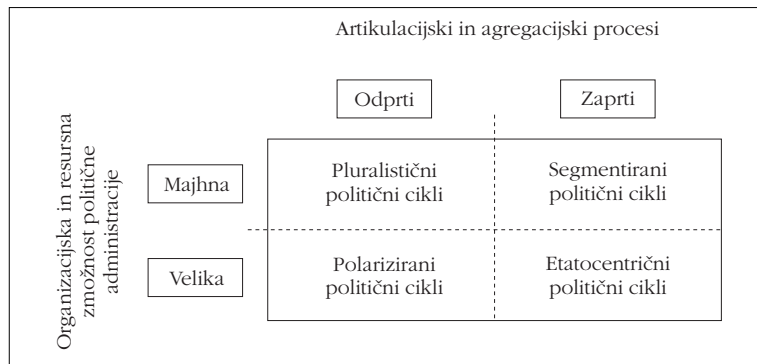 Artikulacijski in agregacijski procesi
Odprti
Zaprti
Organizacijska in resursna
zmožnost politične
administracije
Majhna
Pluralistični
politični cikli
Segmentirani
politični cikli
Velika
Polarizirani
politični cikli
Etatocentrični
politični cikli